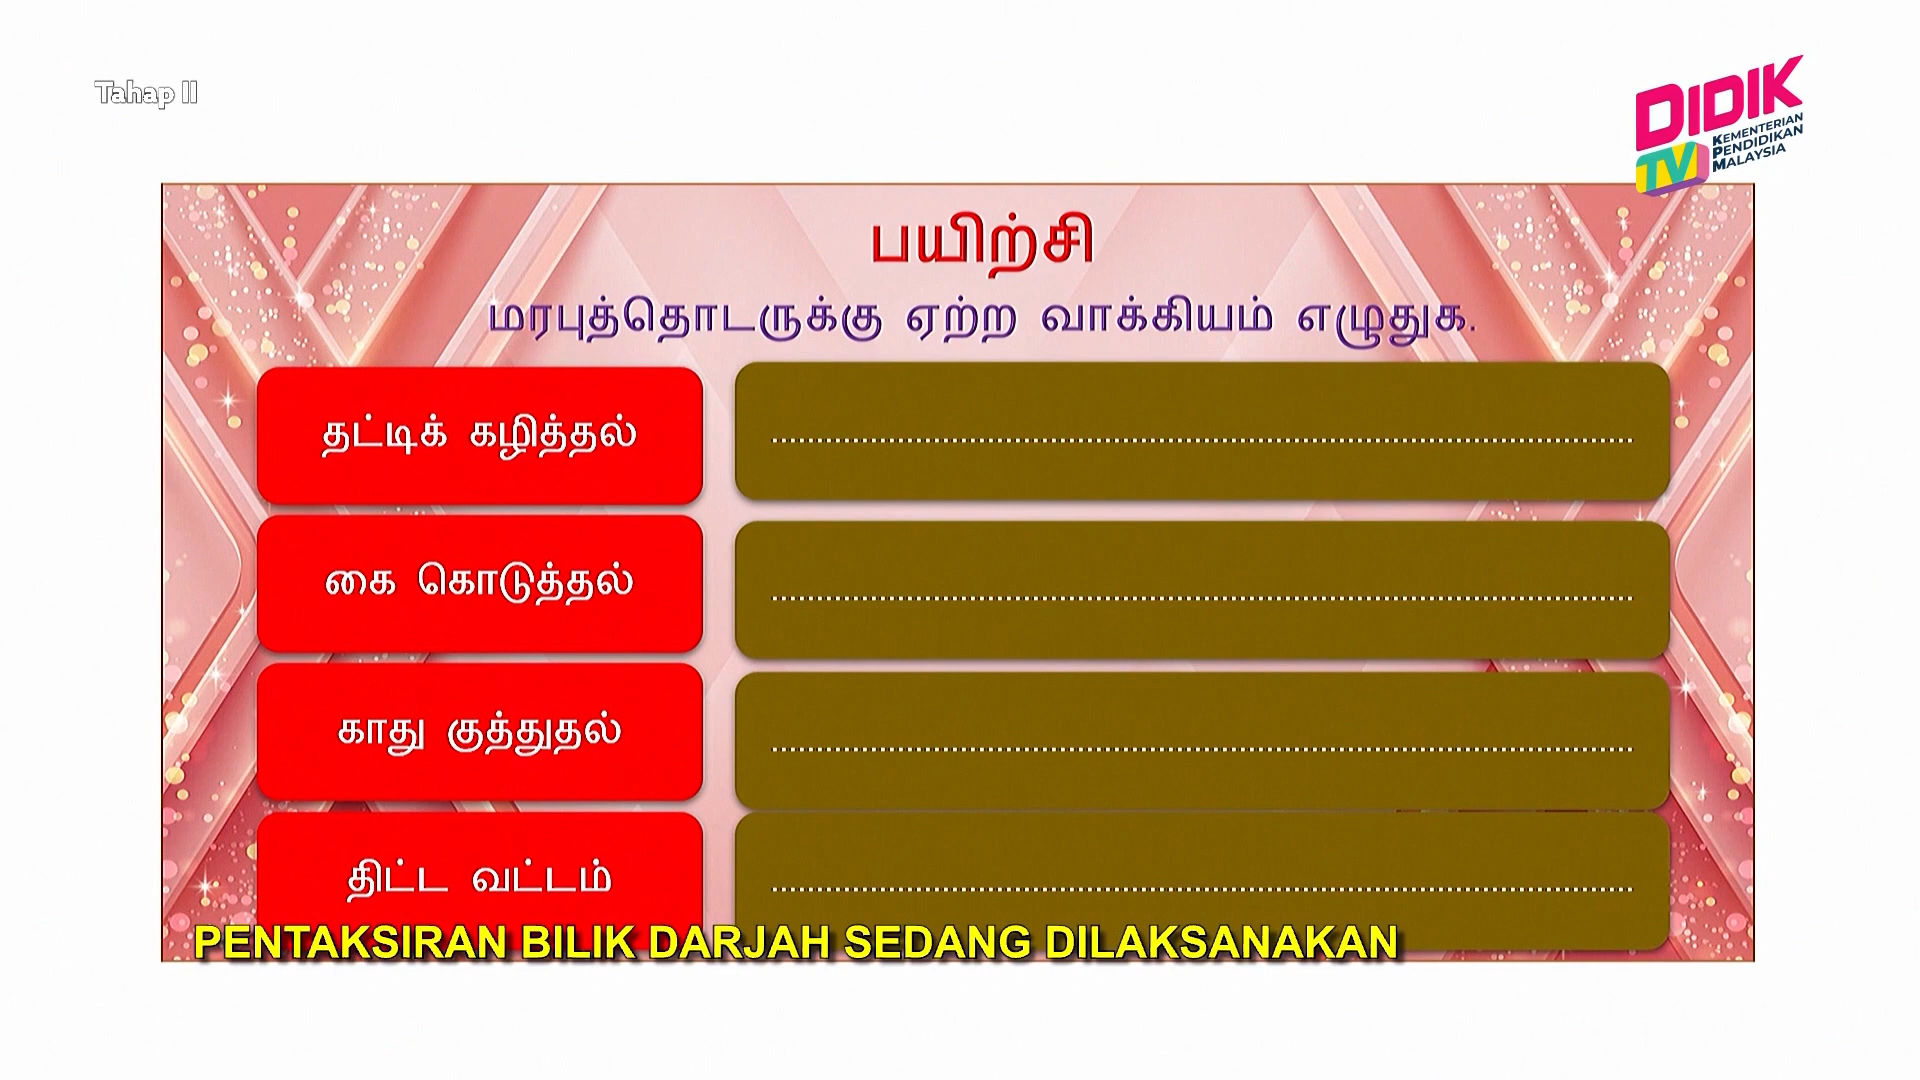 Tahap II
DIDIK
TV
KEMENTERIAN
PENDIDIKAN
MALAYSIA
பயிற்சி
மரபுத்தொடருக்கு ஏற்ற வாக்கியம் எழுதுக.
தட்டிக் கழித்தல்
கை கொடுத்தல்
காது குத்துதல்
திட்ட வட்டம்
PENTAKSIRAN BILIK DARJAH SEDANG DILAKSANAKAN